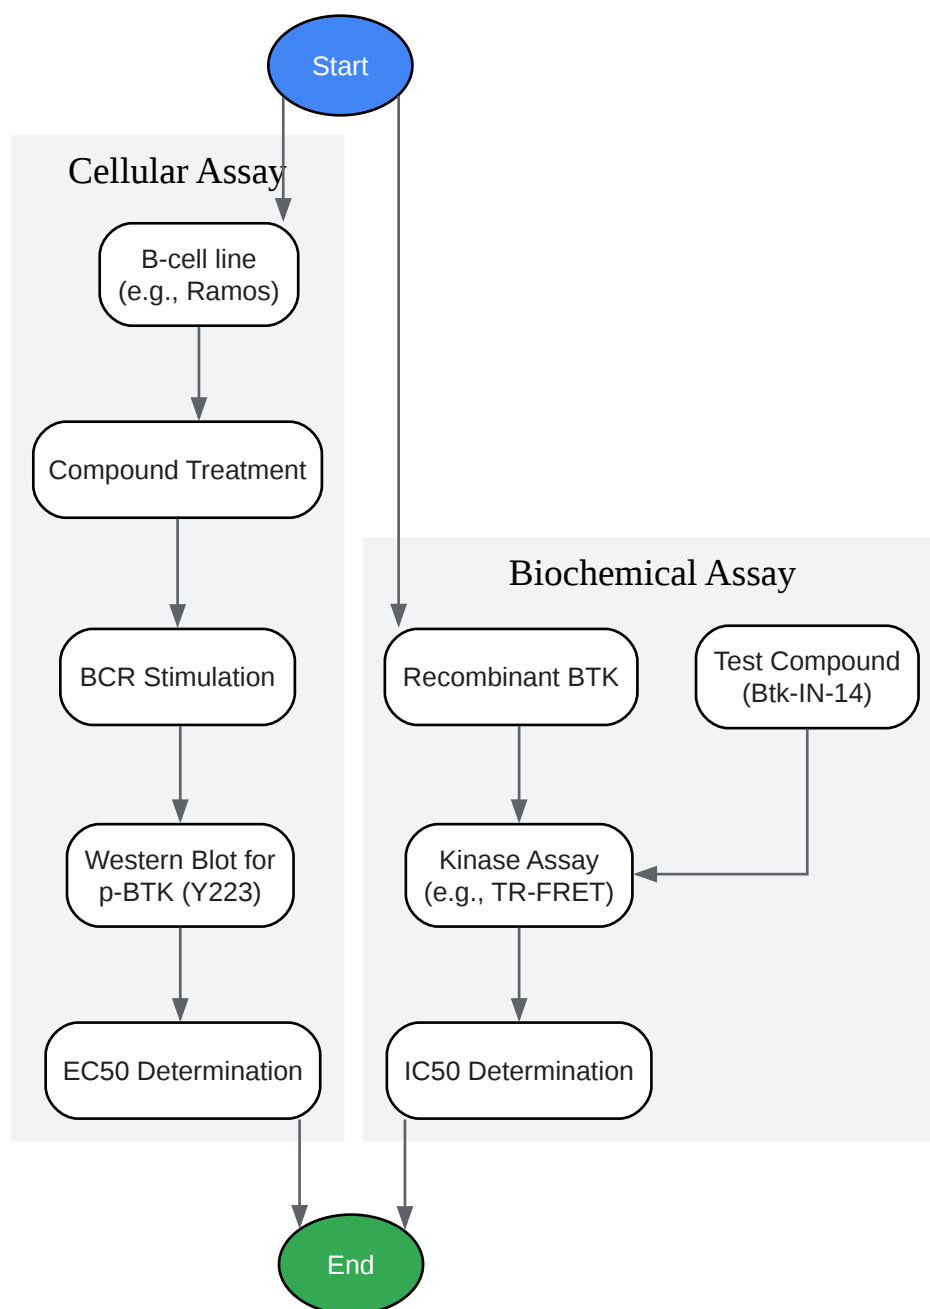 Start
Cellular Assay
B-cell line
(e.g., Ramos)
Compound Treatment
BCR Stimulation
Western Blot for
p-BTK (Y223)
EC50 Determination
Biochemical Assay
Recombinant BTK
Test Compound
(Btk-IN-14)
Kinase Assay
(e.g., TR-FRET)
IC50 Determination
End